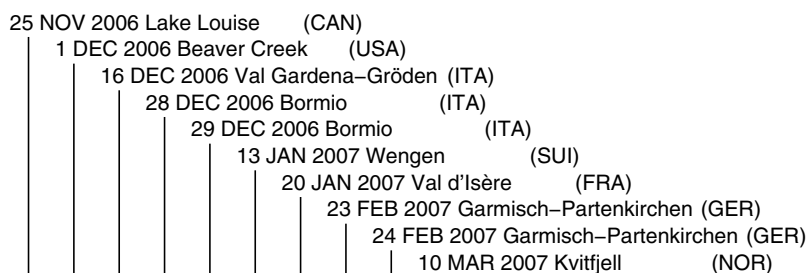 25 NOV 2006 Lake Louise (CAN)
1 DEC 2006 Beaver Creek (USA)
16 DEC 2006 Val Gardena−Gröden (ITA)
28 DEC 2006 Bormio (ITA)
29 DEC 2006 Bormio (ITA)
13 JAN 2007 Wengen (SUI)
20 JAN 2007 Val d'Isère (FRA)
23 FEB 2007 Garmisch−Partenkirchen (GER)
24 FEB 2007 Garmisch−Partenkirchen (GER)
10 MAR 2007 Kvitfjell (NOR)